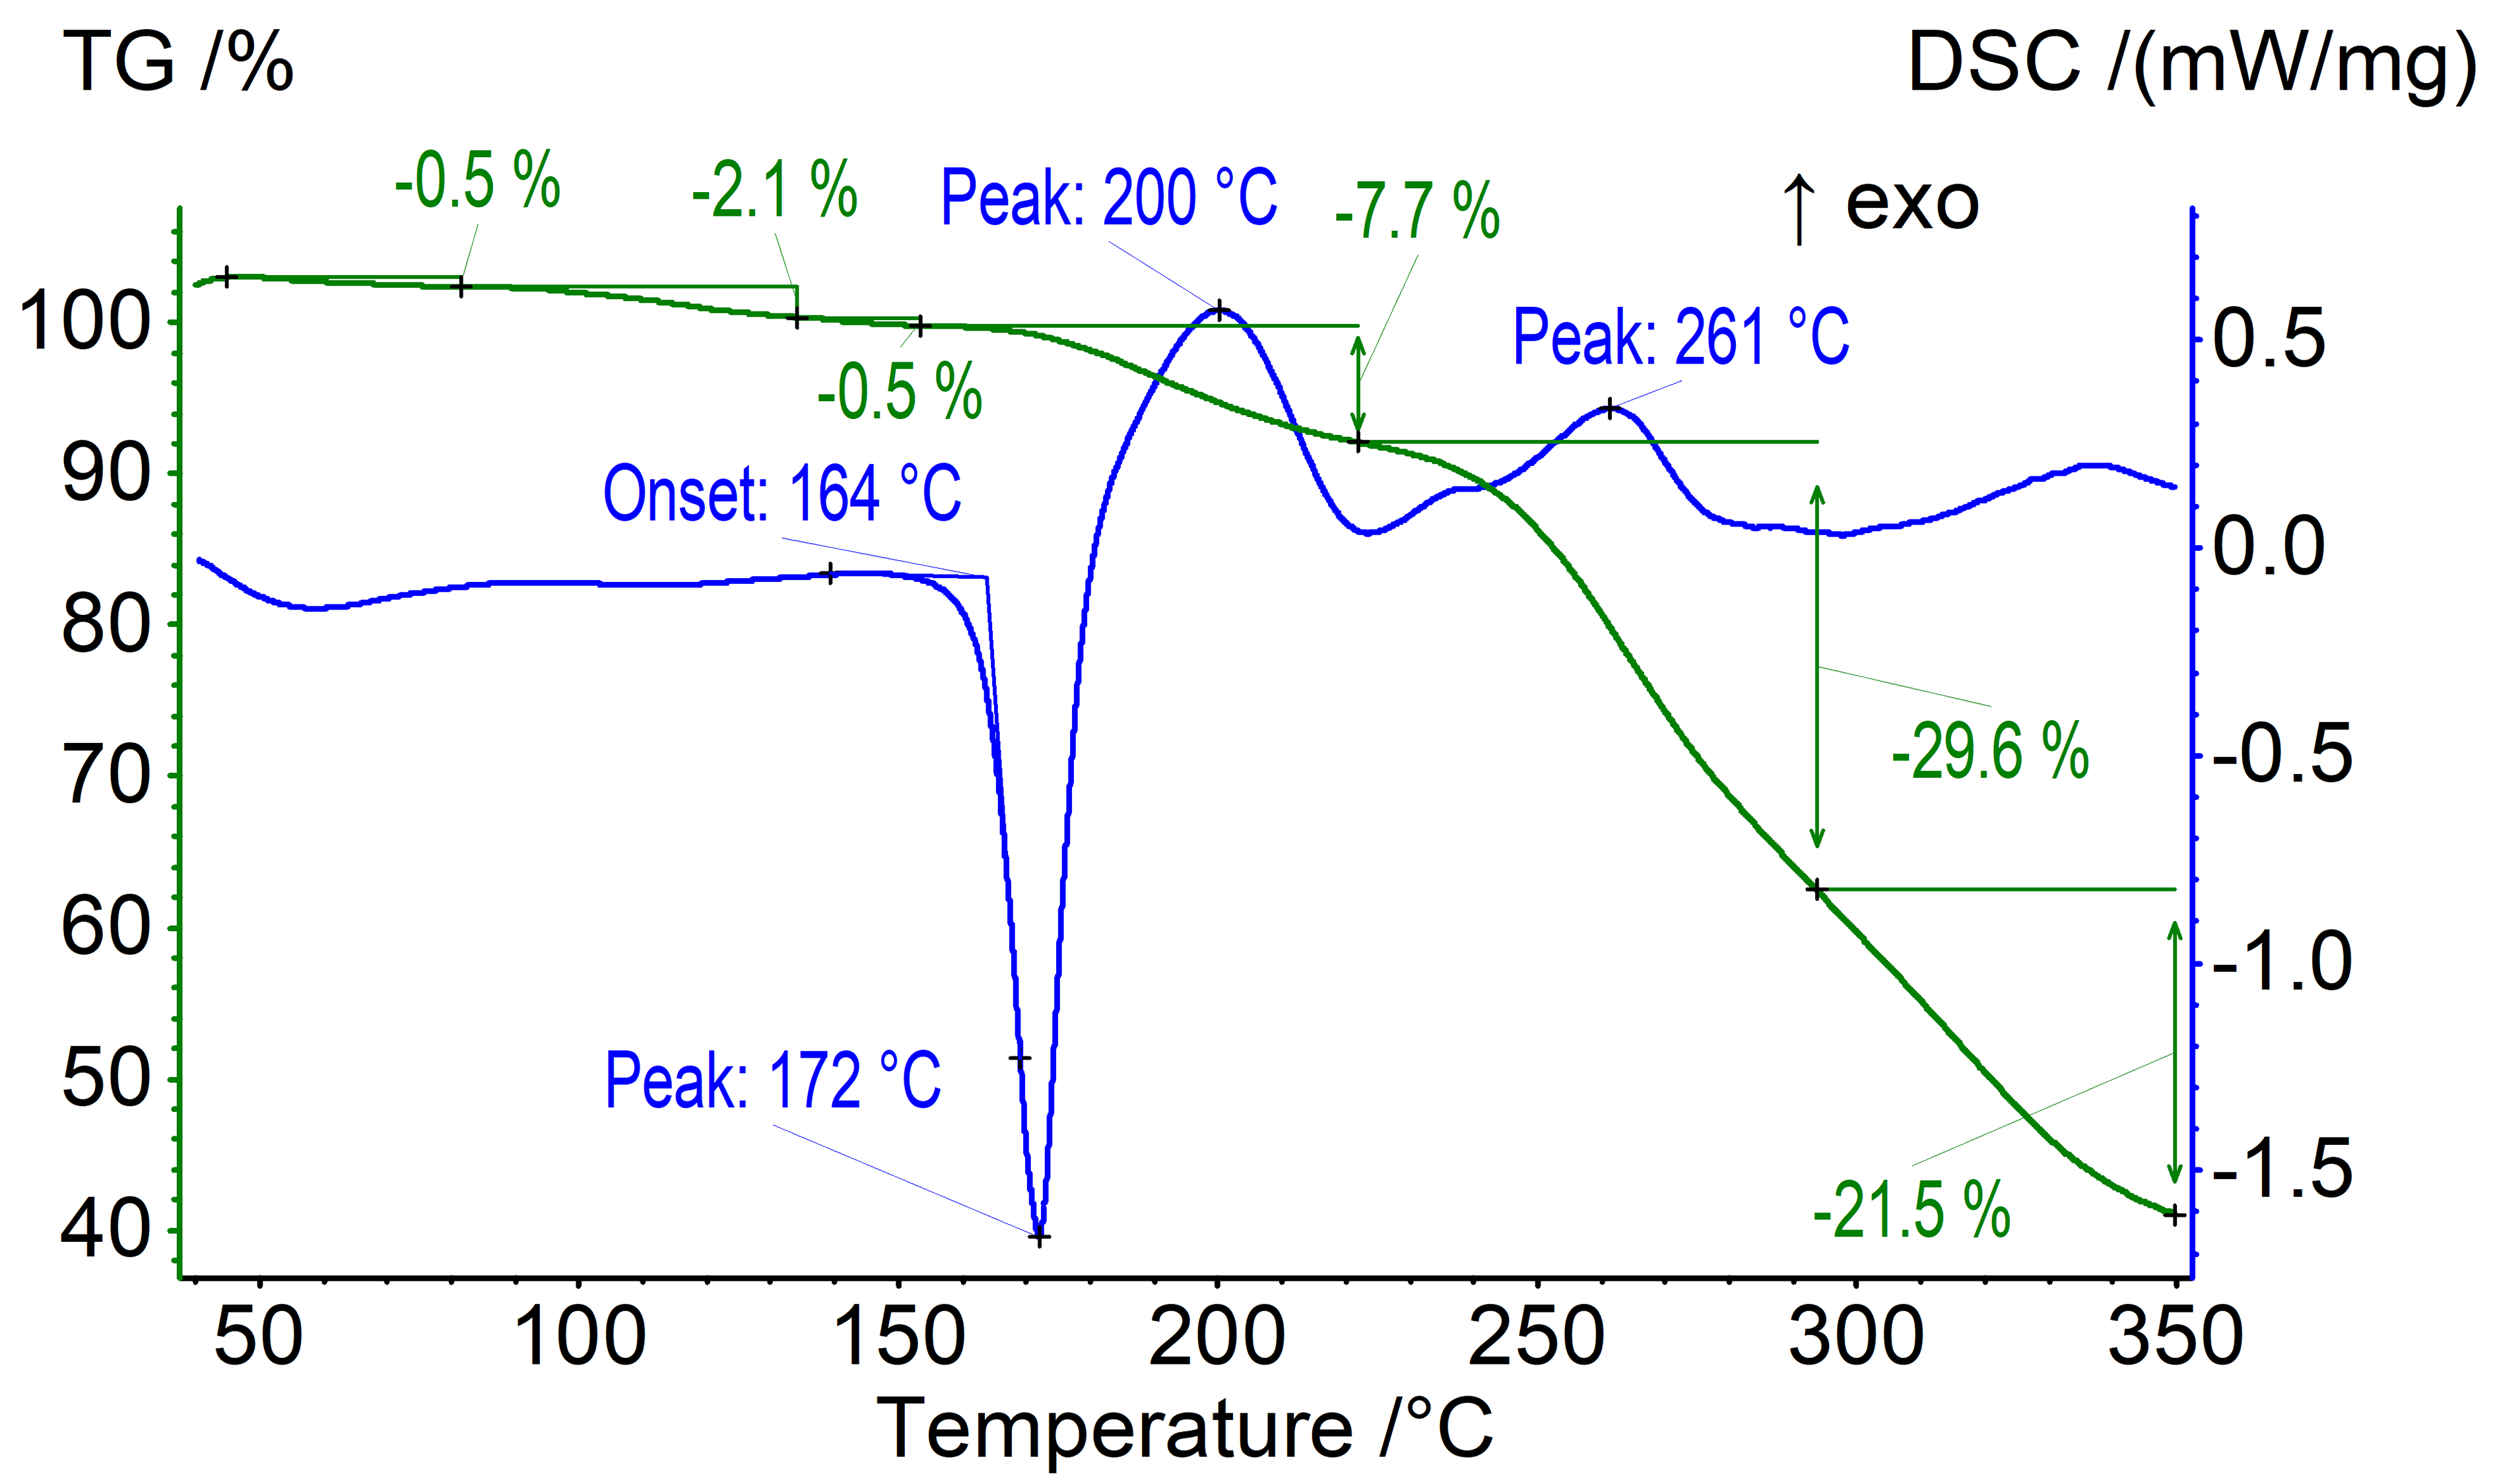 TG /%
DSC /(mW/mg)
-0.5 %
-2.1 %
Peak: 200 °C
-7.7 %
↑ exo
100
0.5
Peak: 261 °C
-0.5 %
90
Onset: 164 °C
0.0
80
70
-0.5
-29.6 %
60
-1.0
50
Peak: 172 °C
-1.5
40
-21.5 %
50 100 150 200 250 300 350
Temperature /°C